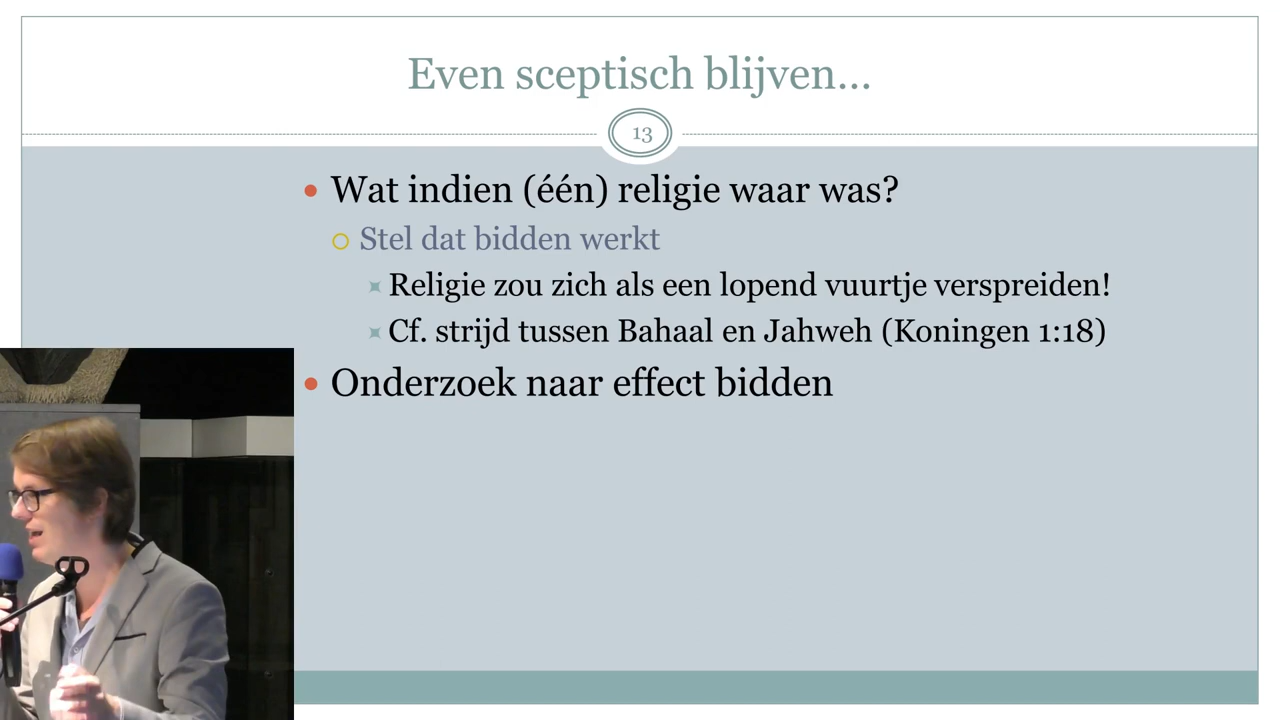 Even sceptisch blijven...
13
Wat indien (één) religie waar was?
Stel dat bidden werkt
Religie zou zich als een lopend vuurtje verspreiden!
Cf. strijd tussen Bahaal en Jahweh (Koningen 1:18)
Onderzoek naar effect bidden